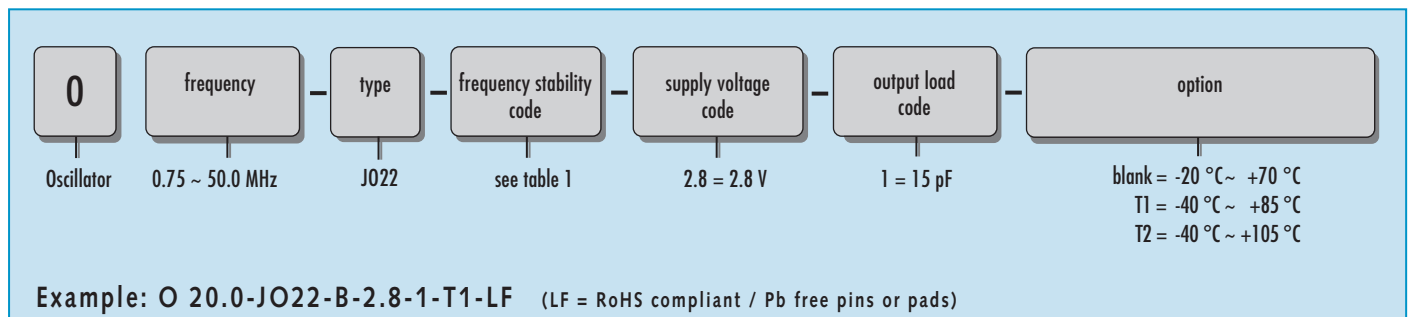 O
frequency
–
type
–
frequency stability
code
–
supply voltage
code
–
output load
code
–
option
Oscillator
0.75 ~ 50.0 MHz
JO22
see table 1
2.8 = 2.8 V
1 = 15 pF
blank = -20 °C~ +70 °C
T1 = -40 °C ~ +85 °C
T2 = -40 °C ~ +105 °C
Example: O 20.0-JO22-B-2.8-1-T1-LF (LF = RoHS compliant / Pb free pins or pads)